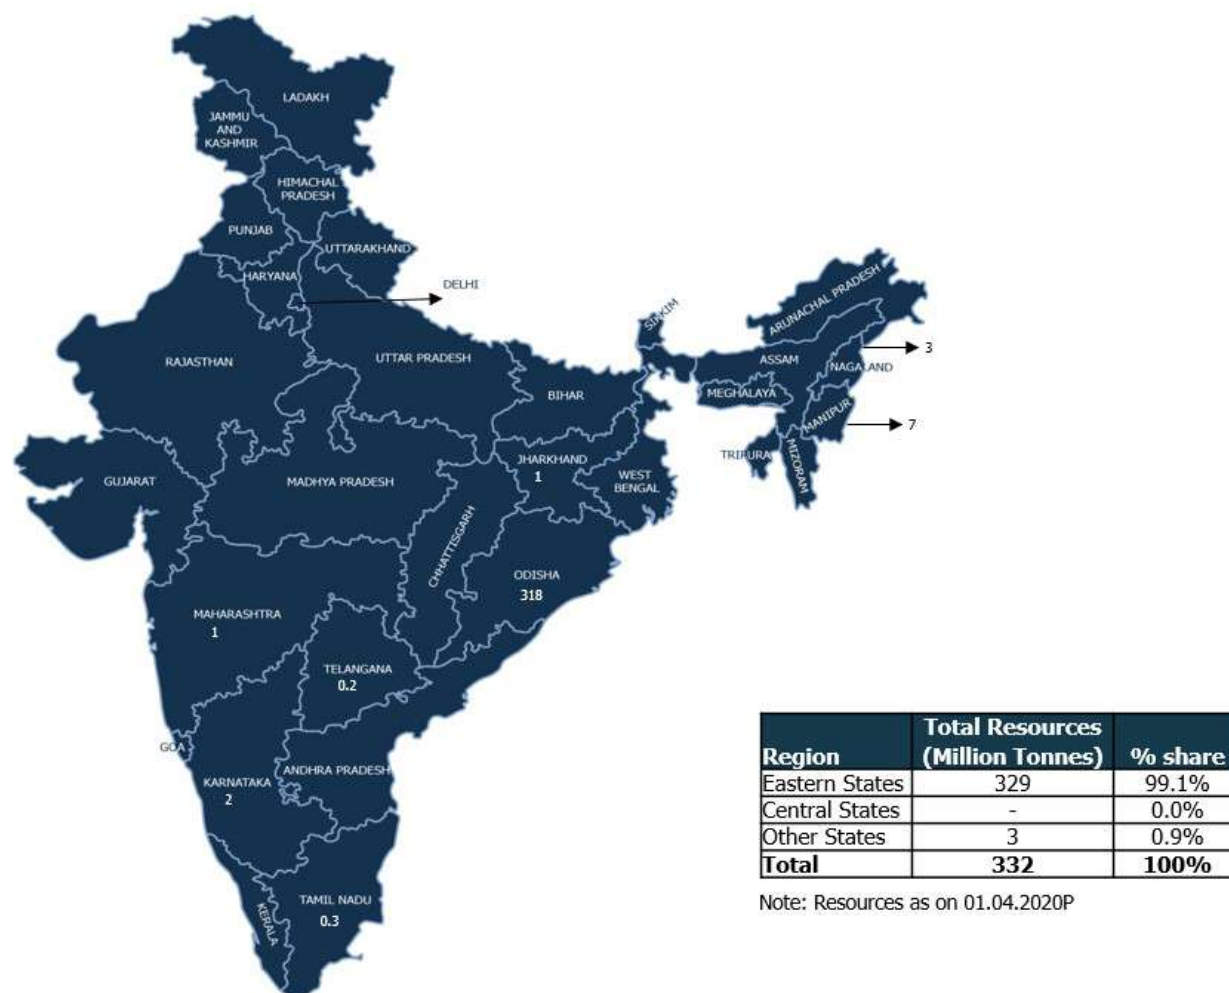 LADAKH
JAMMU
AND
KASHMIR
HIMACHAL
PRADESH
PUNJAB
UTTARAKHAND
HARYANA
DELHI
RAJASTHAN
UTTAR PRADESH
BIHAR
SIKKIM
ARUNACHAL PRADESH
ASSAM
3
NAGALAND
MEGHALAYA
MANIPUR
7
TRIPURA
MIZORAM
GUJARAT
MADHYA PRADESH
JHARKHAND
1
WEST
BENGAL
CHHATTISGARH
ODISHA
318
MAHARASHTRA
1
TELANGANA
0.2
GOA
KARNATAKA
2
ANDHRA PRADESH
TAMIL NADU
0.3
KERALA
Region Total Resources (Million Tonnes) % share
Eastern States 329 99.1%
Central States - 0.0%
Other States 3 0.9%
Total 332 100%
Note: Resources as on 01.04.2020P